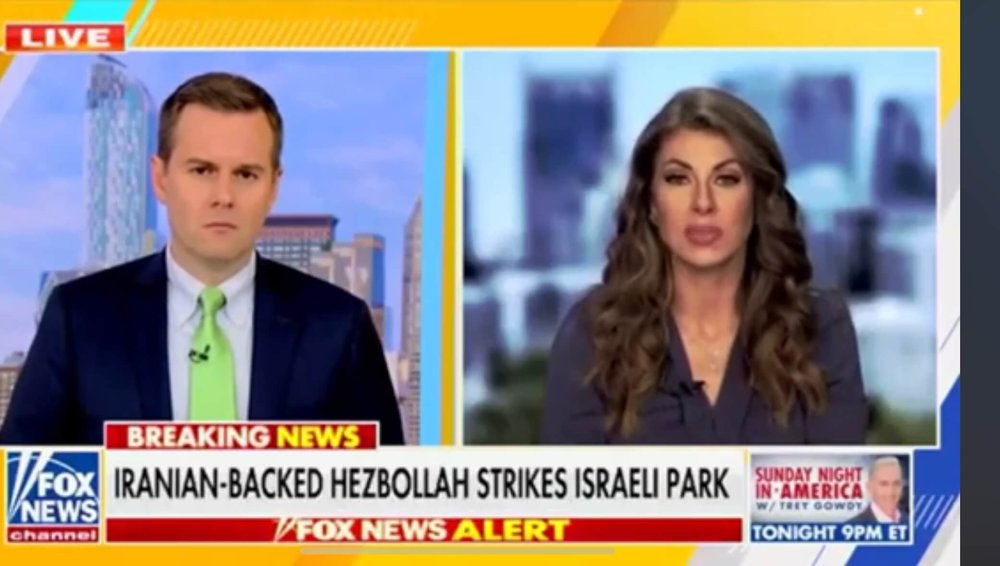 LIVE
BREAKING NEWS
IRANIAN-BACKED HEZBOLLAH STRIKES ISRAELI PARK
FOX NEWS ALERT
FOX
NEWS
channel
SUNDAY NIGHT
IN AMERICA
W/ TREY GOWDY
TONIGHT 9PM ET